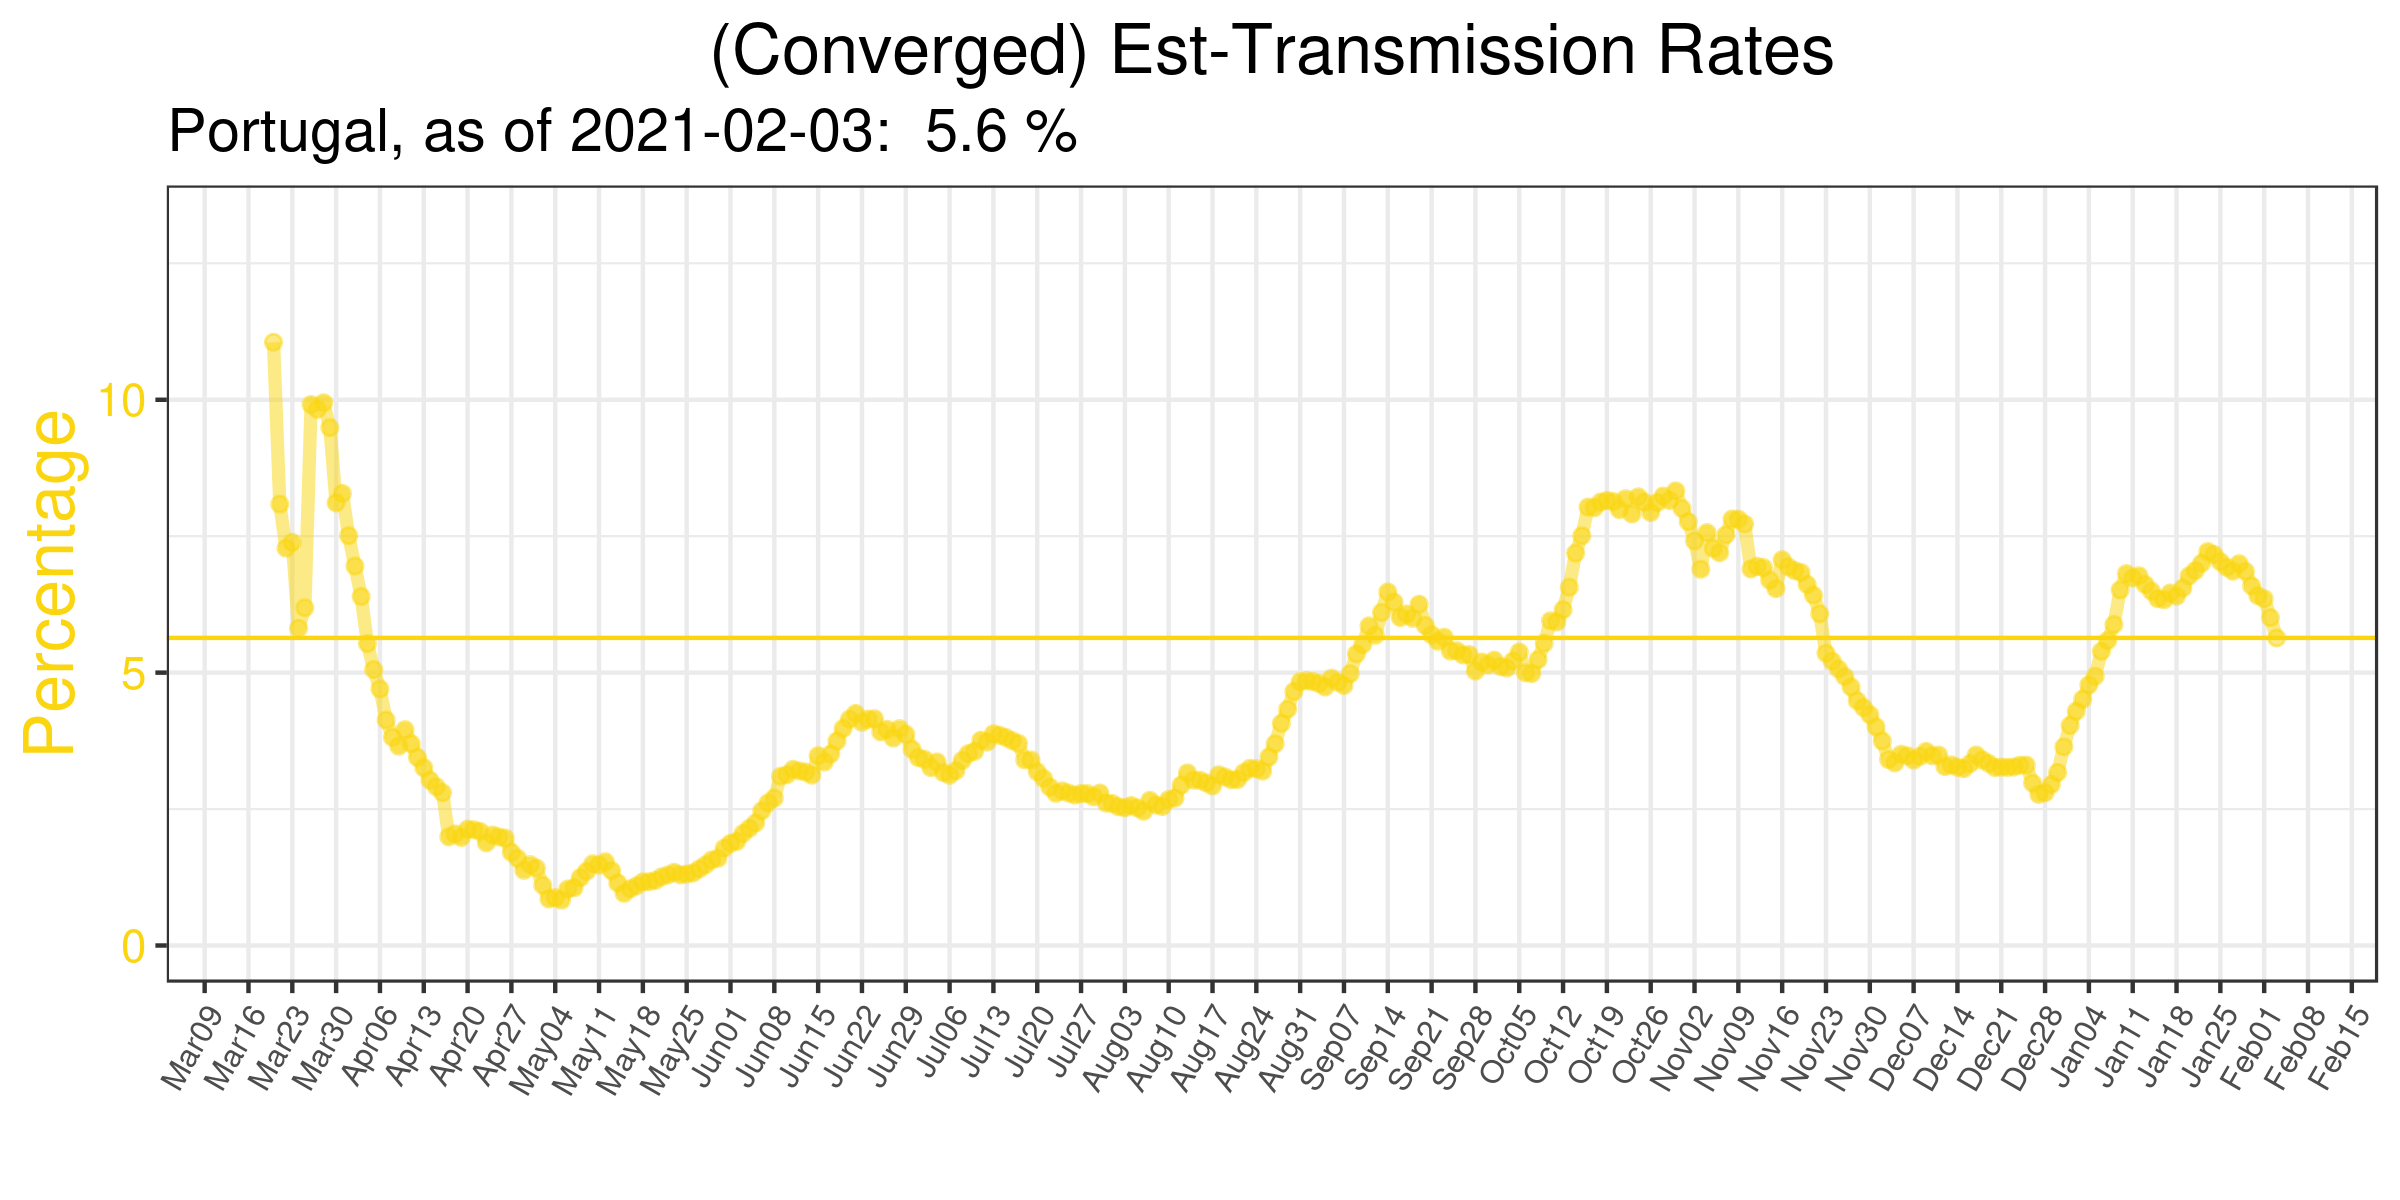 (Converged) Est-Transmission Rates
Portugal, as of 2021-02-03:  5.6 %
Percentage
10
5
0
Mar09
Mar16
Mar23
Mar30
Apr06
Apr13
Apr20
Apr27
May04
May11
May18
May25
Jun01
Jun08
Jun15
Jun22
Jun29
Jul06
Jul13
Jul20
Jul27
Aug03
Aug10
Aug17
Aug24
Aug31
Sep07
Sep14
Sep21
Sep28
Oct05
Oct12
Oct19
Oct26
Nov02
Nov09
Nov16
Nov23
Nov30
Dec07
Dec14
Dec21
Dec28
Jan04
Jan11
Jan18
Jan25
Feb01
Feb08
Feb15